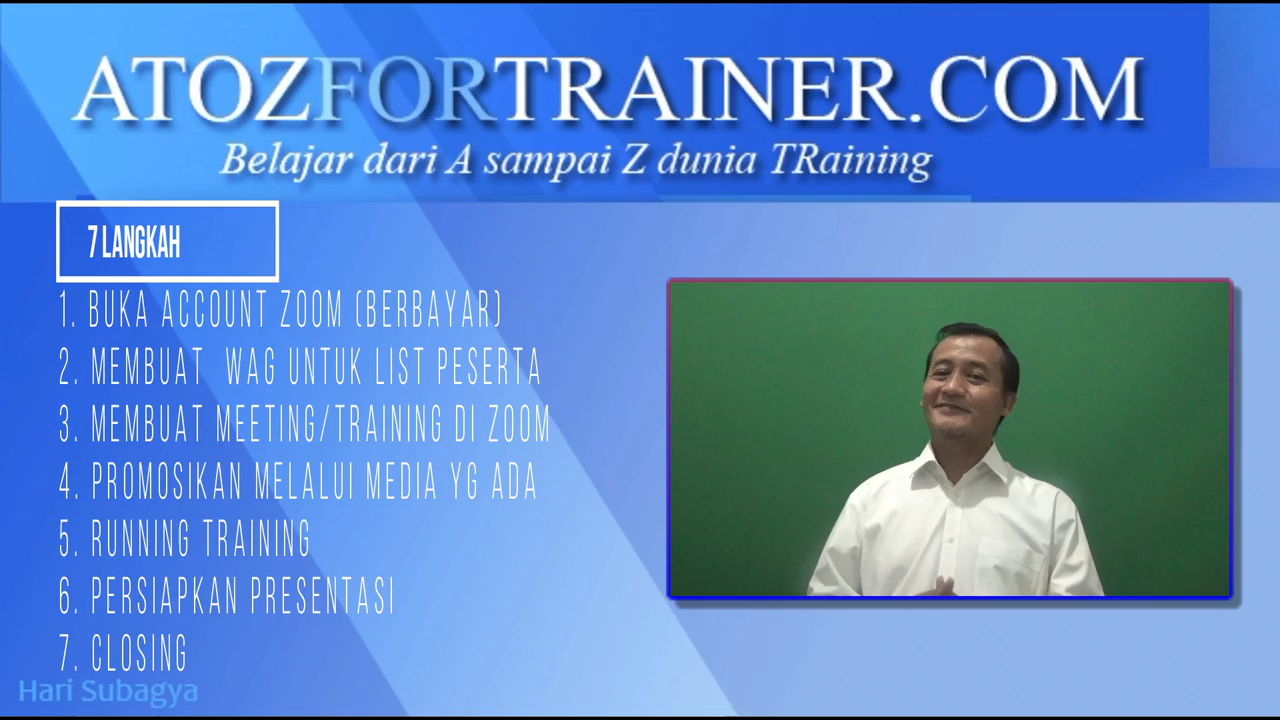 ATOZFORTRAINER.COM
Belajar dari A sampai Z dunia TRaining
7 LANGKAH
1. BUKA ACCOUNT ZOOM (BERBAYAR)
2. MEMBUAT WAG UNTUK LIST PESERTA
3. MEMBUAT MEETING/TRAINING DI ZOOM
4. PROMOSIKAN MELALUI MEDIA YG ADA
5. RUNNING TRAINING
6. PERSIAPKAN PRESENTASI
7. CLOSING
Hari Subagya